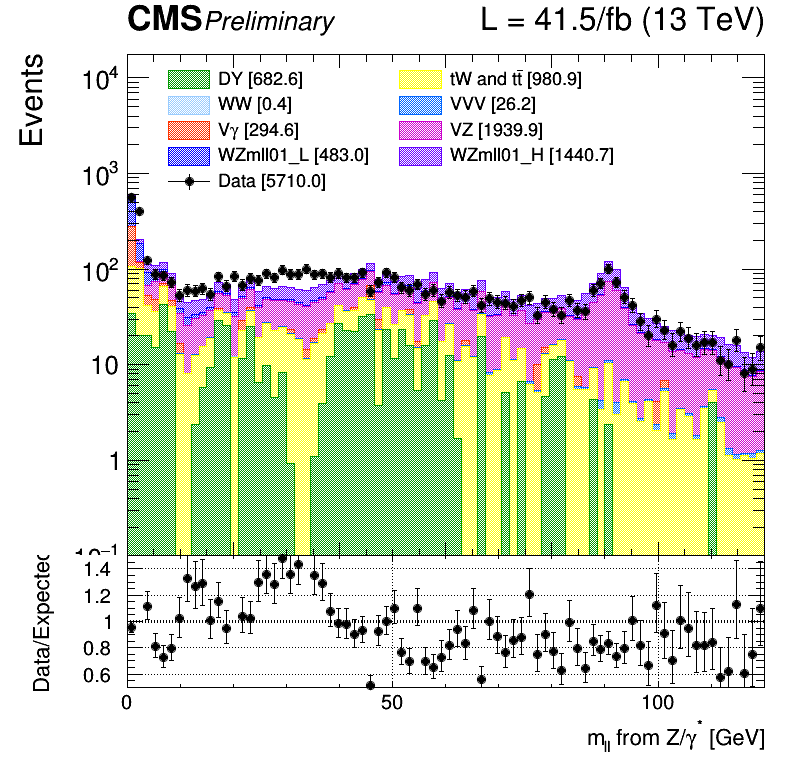 CMS Preliminary L = 41.5/fb (13 TeV)
Events
10⁴
10³
10²
10
1
10⁻¹
DY [682.6] tW and tt̄ [980.9]
WW [0.4] VVV [26.2]
Vγ [294.6] VZ [1939.9]
WZmll01_L [483.0] WZmll01_H [1440.7]
Data [5710.0]
Data/Expected
1.4
1.2
1
0.8
0.6
0 50 100
m_ll from Z/γ* [GeV]